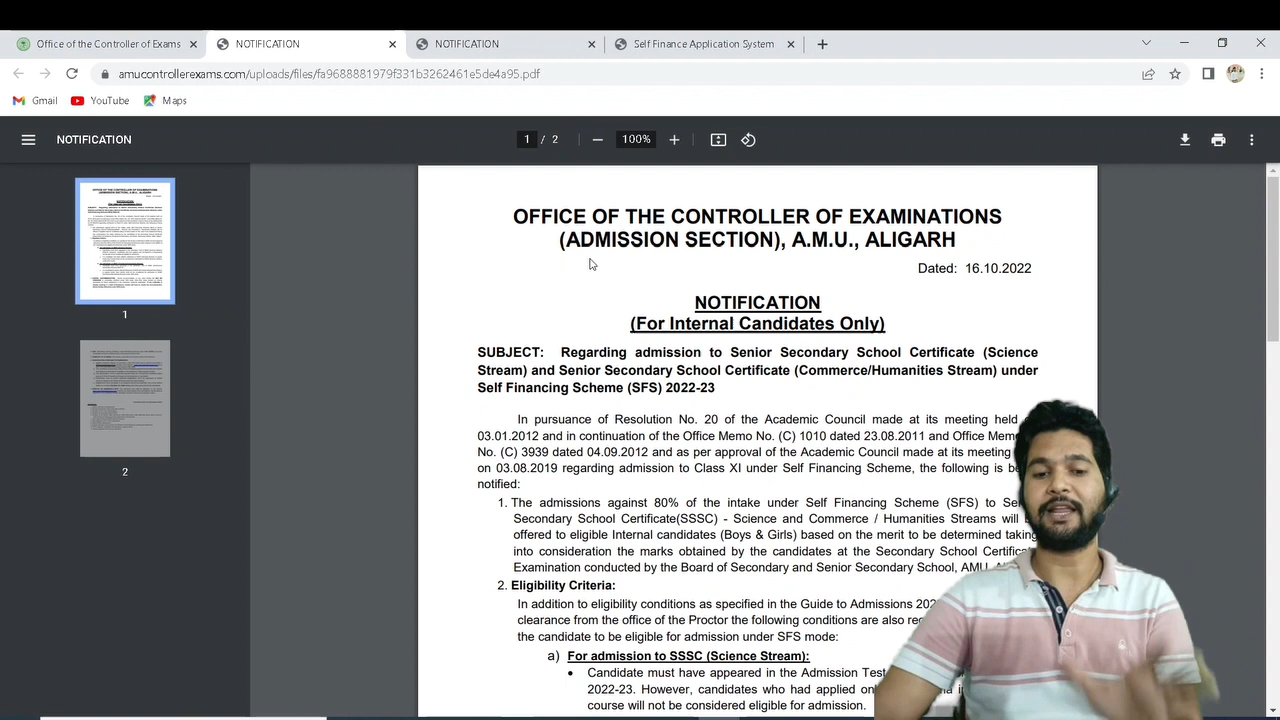 Office of the Controller of Exams
NOTIFICATION
NOTIFICATION
Self Finance Application System
amucontrollerexams.com/uploads/files/fa9688881979f331b3262461e5de4a95.pdf
Gmail
YouTube
Maps
NOTIFICATION
1 / 2
100%
1
2
OFFICE OF THE CONTROLLER OF EXAMINATIONS
(ADMISSION SECTION), A.M.U., ALIGARH
Dated: 16.10.2022
NOTIFICATION
(For Internal Candidates Only)
SUBJECT: Regarding admission to Senior Secondary School Certificate (Science
Stream) and Senior Secondary School Certificate (Commerce/Humanities Stream) under
Self Financing Scheme (SFS) 2022-23
In pursuance of Resolution No. 20 of the Academic Council made at its meeting held
03.01.2012 and in continuation of the Office Memo No. (C) 1010 dated 23.08.2011 and Office
No. (C) 3939 dated 04.09.2012 and as per approval of the Academic Council made at its meeting
on 03.08.2019 regarding admission to Class XI under Self Financing Scheme, the following is
notified:
1. The admissions against 80% of the intake under Self Financing Scheme (SFS) to
Secondary School Certificate(SSSC) - Science and Commerce / Humanities Streams will
offered to eligible Internal candidates (Boys & Girls) based on the merit to be determined taking
into consideration the marks obtained by the candidates at the Secondary School
Examination conducted by the Board of Secondary and Senior Secondary School, AMU,
2. Eligibility Criteria:
In addition to eligibility conditions as specified in the Guide to Admissions
clearance from the office of the Proctor the following conditions are also
the candidate to be eligible for admission under SFS mode:
a) For admission to SSSC (Science Stream):
• Candidate must have appeared in the Admission Test
2022-23. However, candidates who had applied
course will not be considered eligible for admission.